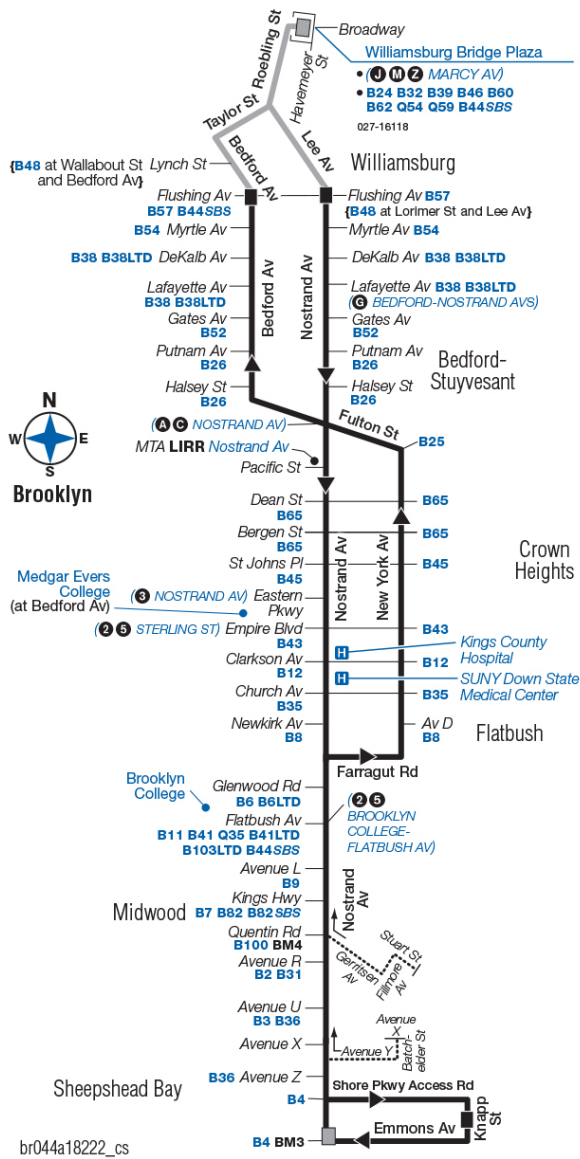 Broadway
Williamsburg Bridge Plaza
• (J M Z MARCY AV)
• B24 B32 B39 B46 B60
B62 Q54 Q59 B44SBS
027-16118
Roebling St
Havemeyer St
Taylor St
Bedford Av
Lee Av
Williamsburg
{B48 at Wallabout St
and Bedford Av}
Lynch St
Flushing Av
B57 B44SBS
Flushing Av B57
{B48 at Lorimer St and Lee Av}
B54 Myrtle Av
Myrtle Av B54
B38 B38LTD DeKalb Av
DeKalb Av B38 B38LTD
Bedford Av
Nostrand Av
Lafayette Av
B38 B38LTD
Lafayette Av B38 B38LTD
(G BEDFORD-NOSTRAND AVS)
Gates Av
B52
Gates Av
B52
Putnam Av
B26
Putnam Av
B26
Bedford-
Stuyvesant
Halsey St
B26
Halsey St
B26
N
W E
S
Brooklyn
(A C NOSTRAND AV)
Fulton St
B25
MTA LIRR Nostrand Av
Pacific St
Dean St
B65
B65
Bergen St
B65
B65
Nostrand Av
New York Av
Crown
Heights
St Johns Pl
B45
B45
Medgar Evers
College
(at Bedford Av)
(3 NOSTRAND AV) Eastern
Pkwy
(2 5 STERLING ST) Empire Blvd
B43
B43
H
Kings County
Hospital
Clarkson Av
B12
B12
H
SUNY Down State
Medical Center
Church Av
B35
B35
Newkirk Av
B8
Av D
B8
Flatbush
Farragut Rd
Brooklyn
College
Glenwood Rd
B6 B6LTD
(2 5
BROOKLYN
COLLEGE-
FLATBUSH AV)
Flatbush Av
B11 B41 Q35 B41LTD
B103LTD B44SBS
Avenue L
B9
Midwood
Kings Hwy
B7 B82 B82SBS
Nostrand
Av
Quentin Rd
B100 BM4
Gerritsen
Av
Stuart St
Fillmore
Av
Avenue R
B2 B31
Avenue U
B3 B36
Avenue X
Avenue
X
Avenue Y
Batch-
elder St
B36 Avenue Z
Sheepshead Bay
Shore Pkwy Access Rd
B4
Knapp
St
Emmons Av
B4 BM3
br044a18222_cs